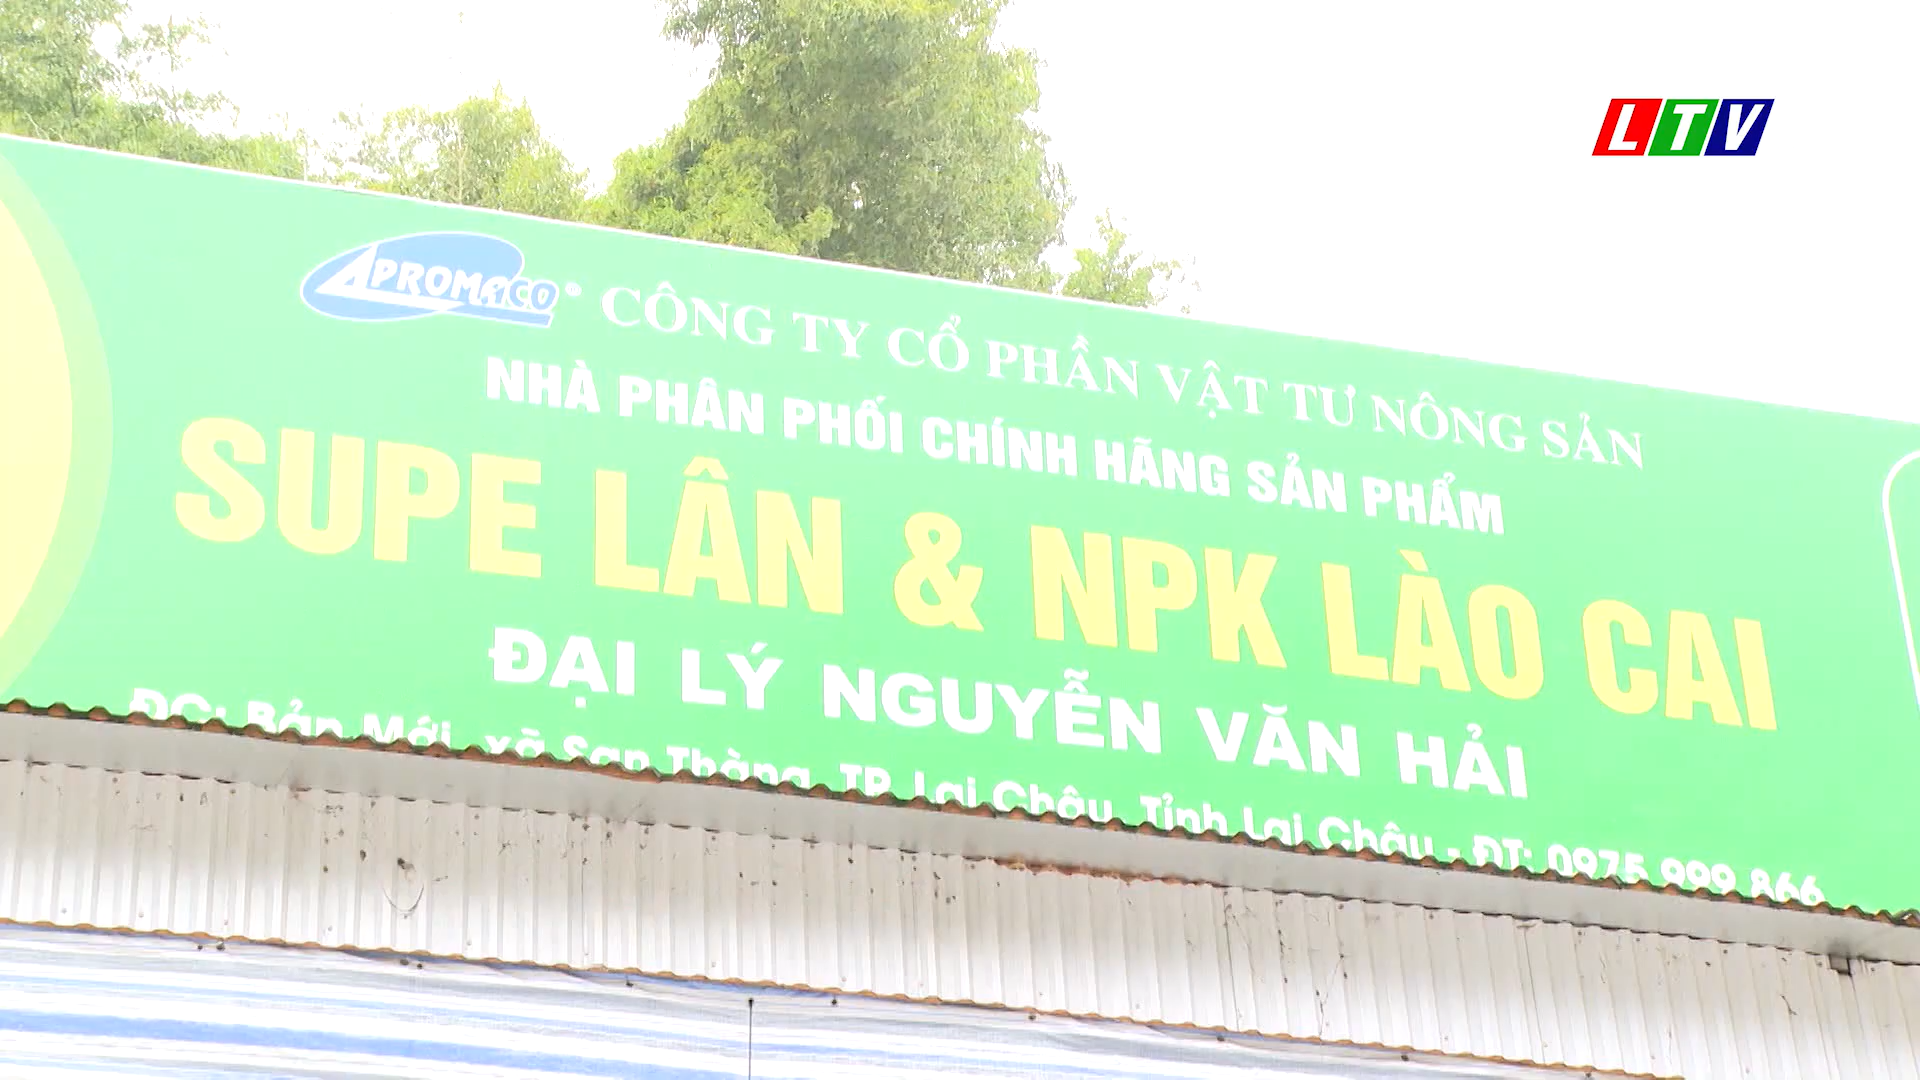 LTV
APROMACO® CÔNG TY CỔ PHẦN VẬT TƯ NÔNG SẢN
NHÀ PHÂN PHỐI CHÍNH HÃNG SẢN PHẨM
SUPE LÂN & NPK LÀO CAI
ĐẠI LÝ NGUYỄN VĂN HẢI
ĐC: Bản Mới, xã San Thàng, TP. Lai Châu, Tỉnh Lai Châu - ĐT: 0975 999 866